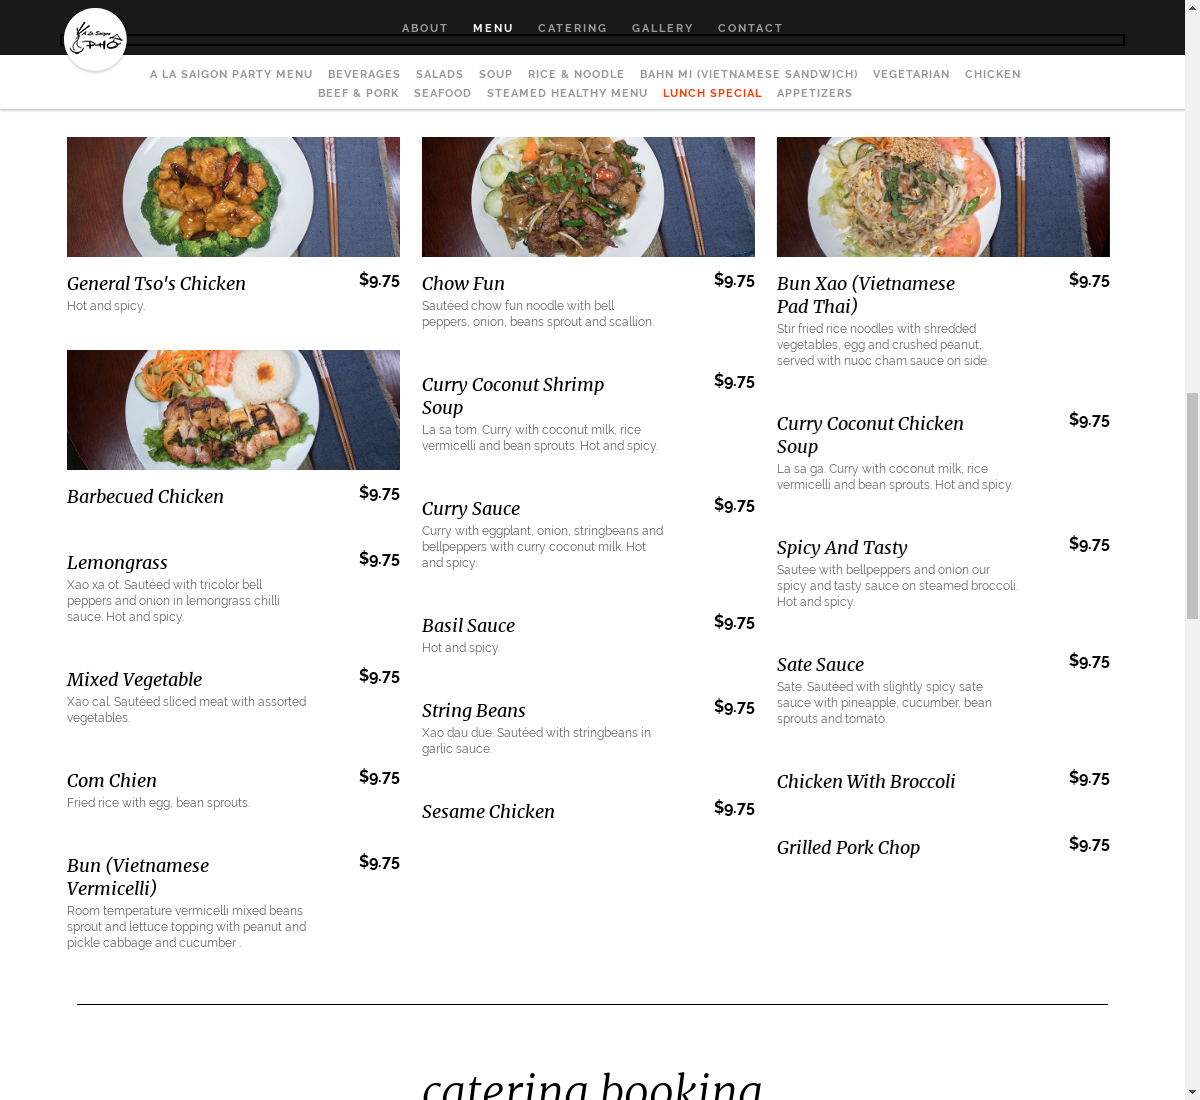 A La Saigon
PHO
ABOUT MENU CATERING GALLERY CONTACT
A LA SAIGON PARTY MENU BEVERAGES SALADS SOUP RICE & NOODLE BAHN MI (VIETNAMESE SANDWICH) VEGETARIAN CHICKEN
BEEF & PORK SEAFOOD STEAMED HEALTHY MENU LUNCH SPECIAL APPETIZERS
General Tso's Chicken $9.75
Hot and spicy.
Barbecued Chicken $9.75
Lemongrass $9.75
Xao xa ot. Sautéed with tricolor bell
peppers and onion in lemongrass chilli
sauce. Hot and spicy.
Mixed Vegetable $9.75
Xao cal. Sautéed sliced meat with assorted
vegetables.
Com Chien $9.75
Fried rice with egg, bean sprouts.
Bun (Vietnamese $9.75
Vermicelli)
Room temperature vermicelli mixed beans
sprout and lettuce topping with peanut and
pickle cabbage and cucumber .
Chow Fun $9.75
Sautéed chow fun noodle with bell
peppers, onion, beans sprout and scallion.
Curry Coconut Shrimp $9.75
Soup
La sa tom. Curry with coconut milk, rice
vermicelli and bean sprouts. Hot and spicy.
Curry Sauce $9.75
Curry with eggplant, onion, stringbeans and
bellpeppers with curry coconut milk. Hot
and spicy.
Basil Sauce $9.75
Hot and spicy.
String Beans $9.75
Xao dau due. Sautéed with stringbeans in
garlic sauce.
Sesame Chicken $9.75
Bun Xao (Vietnamese $9.75
Pad Thai)
Stir fried rice noodles with shredded
vegetables, egg and crushed peanut,
served with nuoc cham sauce on side.
Curry Coconut Chicken $9.75
Soup
La sa ga. Curry with coconut milk, rice
vermicelli and bean sprouts. Hot and spicy.
Spicy And Tasty $9.75
Sautee with bellpeppers and onion our
spicy and tasty sauce on steamed broccoli.
Hot and spicy.
Sate Sauce $9.75
Sate. Sautéed with slightly spicy sate
sauce with pineapple, cucumber, bean
sprouts and tomato.
Chicken With Broccoli $9.75
Grilled Pork Chop $9.75
catering booking